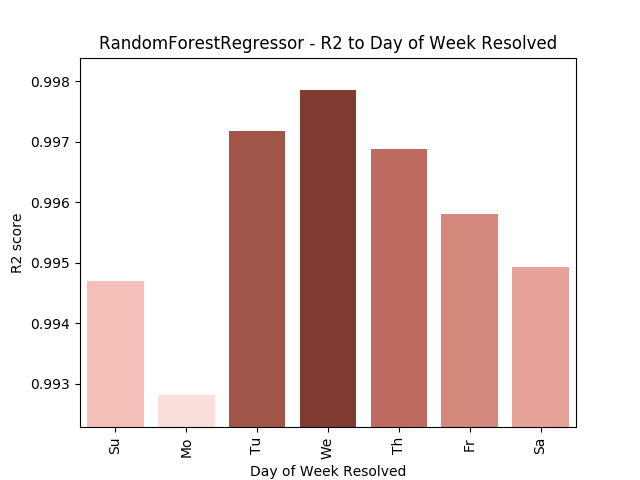 RandomForestRegressor - R2 to Day of Week Resolved
0.998
0.997
0.996
0.995
0.994
0.993
R2 score
Su
Mo
Tu
We
Th
Fr
Sa
Day of Week Resolved